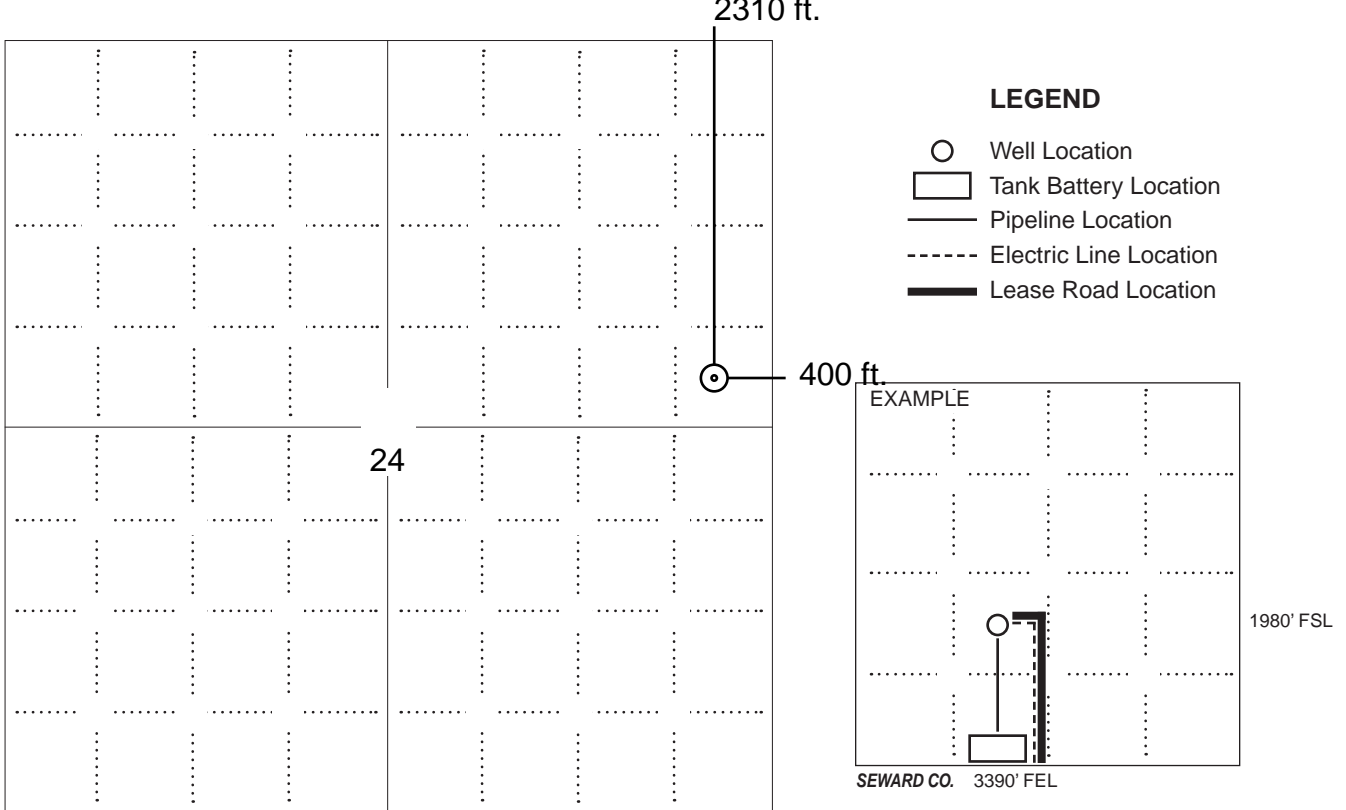 2310 ft.
LEGEND
Well Location
Tank Battery Location
Pipeline Location
Electric Line Location
Lease Road Location
400 ft.
EXAMPLE
24
1980' FSL
SEWARD CO. 3390' FEL